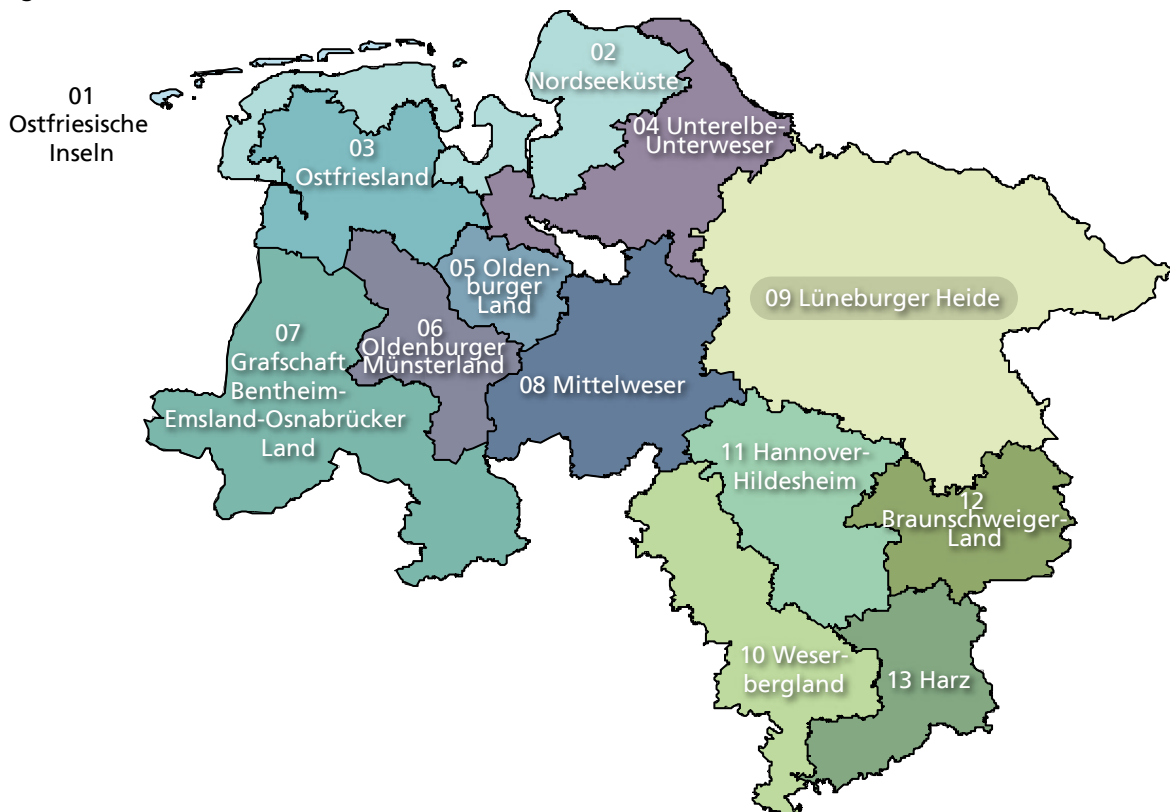 01
Ostfriesische
Inseln
02
Nordseeküste
03
Ostfriesland
04 Unterelbe-
Unterweser
05 Olden-
burger
Land
06
Oldenburger
Münsterland
07
Grafschaft
Bentheim-
Emsland-Osnabrücker
Land
08 Mittelweser
09 Lüneburger Heide
10 Weser-
bergland
11 Hannover-
Hildesheim
12
Braunschweiger-
Land
13 Harz